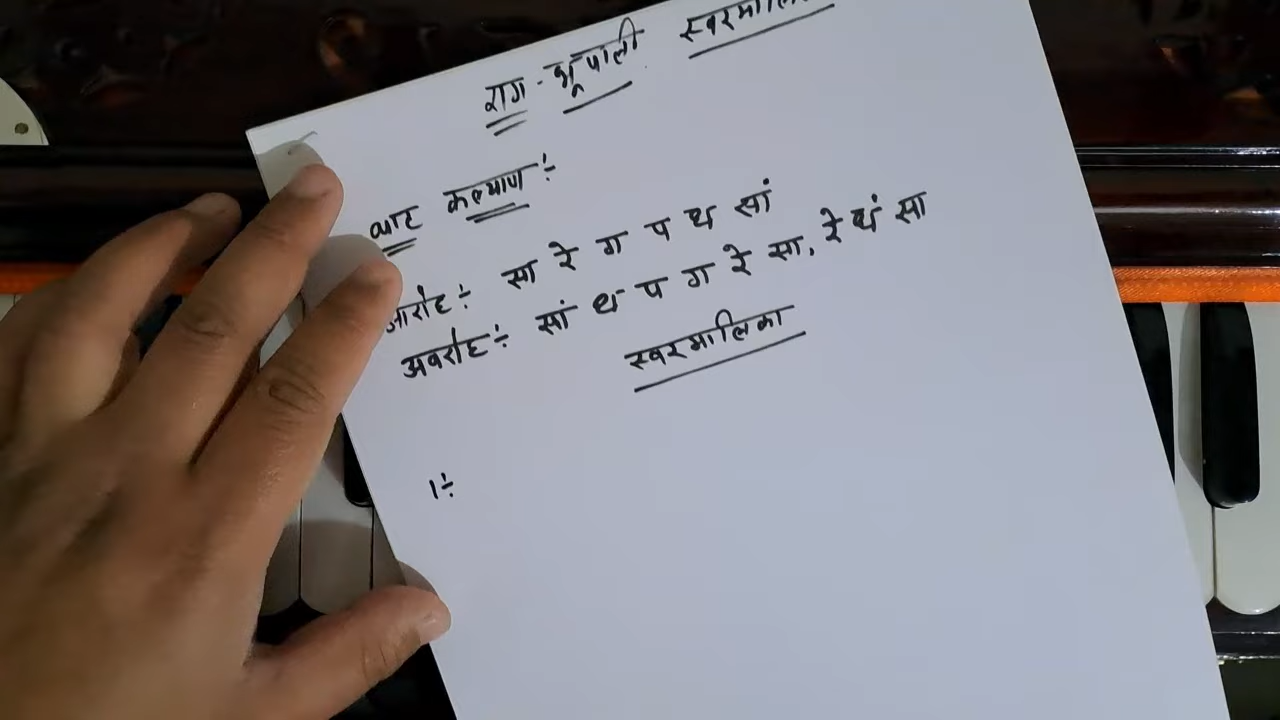 राग - भूपाली स्वरमालि
थाट कल्याण ÷
आरोह ÷ सा रे ग प ध सां
अवरोह ÷ सां ध प ग रे सा, रे धं सा
स्वरमालिका
1 ÷